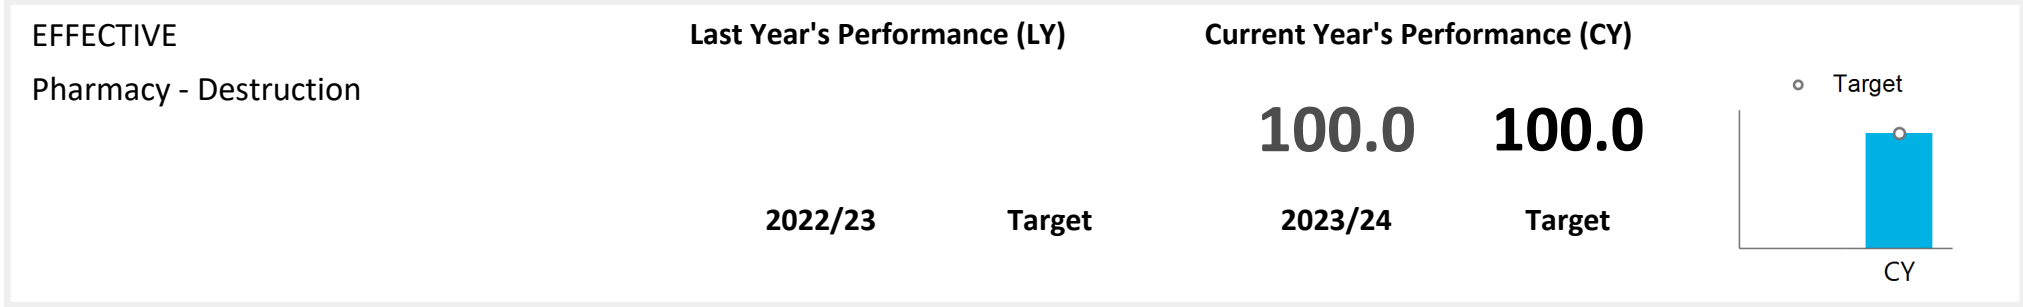 EFFECTIVE
Last Year's Performance (LY)
Current Year's Performance (CY)
Pharmacy - Destruction
Target
100.0
100.0
2022/23
Target
2023/24
Target
CY